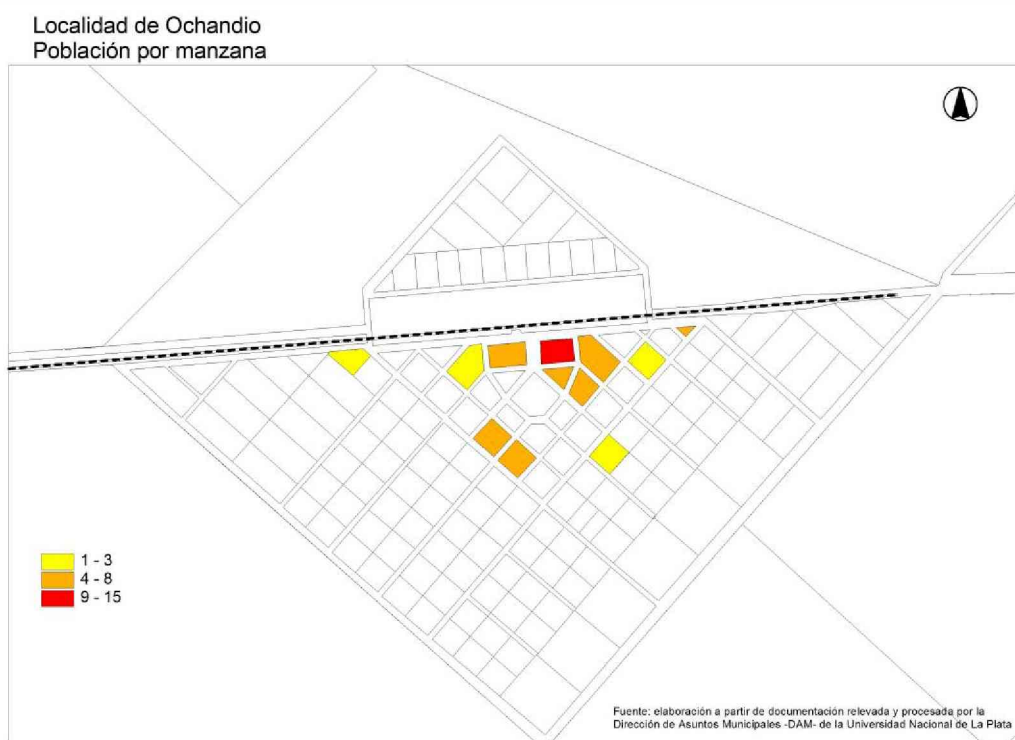 Localidad de Ochandio
Población por manzana
1 - 3
4 - 8
9 - 15
Fuente: elaboración a partir de documentación relevada y procesada por la
Dirección de Asuntos Municipales -DAM- de la Universidad Nacional de La Plata